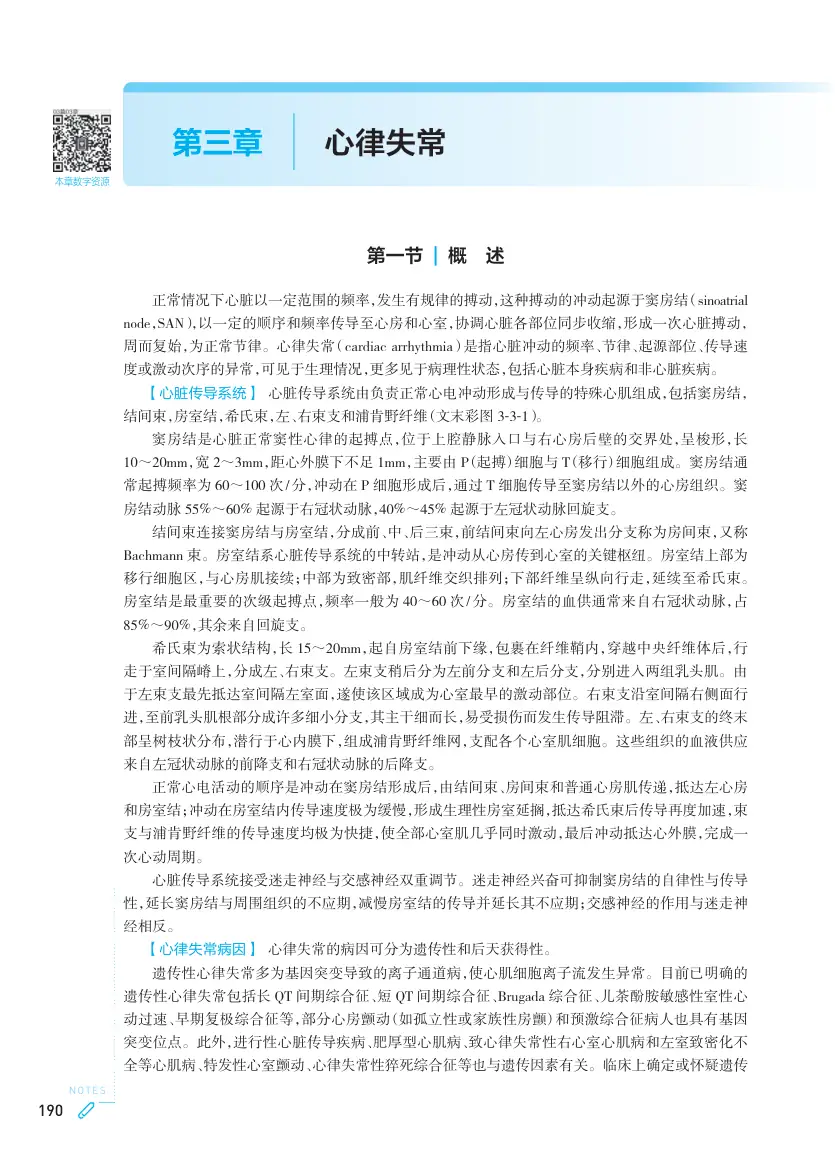 第三章 心律失常
本章数字资源
第一节 | 概 述
正常情况下心脏以一定范围的频率,发生有规律的搏动,这种搏动的冲动起源于窦房结(sinoatrial
node,SAN),以一定的顺序和频率传导至心房和心室,协调心脏各部位同步收缩,形成一次心脏搏动,
周而复始,为正常节律。心律失常(cardiac arrhythmia)是指心脏冲动的频率、节律、起源部位、传导速
度或激动次序的异常,可见于生理情况,更多见于病理性状态,包括心脏本身疾病和非心脏疾病。
【心脏传导系统】 心脏传导系统由负责正常心电冲动形成与传导的特殊心肌组成,包括窦房结,
结间束,房室结,希氏束,左、右束支和浦肯野纤维(文末彩图 3-3-1)。
窦房结是心脏正常窦性心律的起搏点,位于上腔静脉入口与右心房后壁的交界处,呈梭形,长
10～20mm,宽 2～3mm,距心外膜下不足 1mm,主要由 P(起搏)细胞与 T(移行)细胞组成。窦房结通
常起搏频率为 60～100 次/分,冲动在 P 细胞形成后,通过 T 细胞传导至窦房结以外的心房组织。窦
房结动脉 55%～60% 起源于右冠状动脉,40%～45% 起源于左冠状动脉回旋支。
结间束连接窦房结与房室结,分成前、中、后三束,前结间束向左心房发出分支称为房间束,又称
Bachmann 束。房室结系心脏传导系统的中转站,是冲动从心房传到心室的关键枢纽。房室结上部为
移行细胞区,与心房肌接续;中部为致密部,肌纤维交织排列;下部纤维呈纵向行走,延续至希氏束。
房室结是最重要的次级起搏点,频率一般为 40～60 次/分。房室结的血供通常来自右冠状动脉,占
85%～90%,其余来自回旋支。
希氏束为索状结构,长 15～20mm,起自房室结前下缘,包裹在纤维鞘内,穿越中央纤维体后,行
走于室间隔嵴上,分成左、右束支。左束支稍后分为左前分支和左后分支,分别进入两组乳头肌。由
于左束支最先抵达室间隔左室面,遂使该区域成为心室最早的激动部位。右束支沿室间隔右侧面行
进,至前乳头肌根部分成许多细小分支,其主干细而长,易受损伤而发生传导阻滞。左、右束支的终末
部呈树枝状分布,潜行于心内膜下,组成浦肯野纤维网,支配各个心室肌细胞。这些组织的血液供应
来自左冠状动脉的前降支和右冠状动脉的后降支。
正常心电活动的顺序是冲动在窦房结形成后,由结间束、房间束和普通心房肌传递,抵达左心房
和房室结;冲动在房室结内传导速度极为缓慢,形成生理性房室延搁,抵达希氏束后传导再度加速,束
支与浦肯野纤维的传导速度均极为快捷,使全部心室肌几乎同时激动,最后冲动抵达心外膜,完成一
次心动周期。
心脏传导系统接受迷走神经与交感神经双重调节。迷走神经兴奋可抑制窦房结的自律性与传导
性,延长窦房结与周围组织的不应期,减慢房室结的传导并延长其不应期;交感神经的作用与迷走神
经相反。
【心律失常病因】 心律失常的病因可分为遗传性和后天获得性。
遗传性心律失常多为基因突变导致的离子通道病,使心肌细胞离子流发生异常。目前已明确的
遗传性心律失常包括长 QT 间期综合征、短 QT 间期综合征、Brugada 综合征、儿茶酚胺敏感性室性心
动过速、早期复极综合征等,部分心房颤动(如孤立性或家族性房颤)和预激综合征病人也具有基因
突变位点。此外,进行性心脏传导疾病、肥厚型心肌病、致心律失常性右心室心肌病和左室致密化不
全等心肌病、特发性心室颤动、心律失常性猝死综合征等也与遗传因素有关。临床上确定或怀疑遗传
NOTES
190